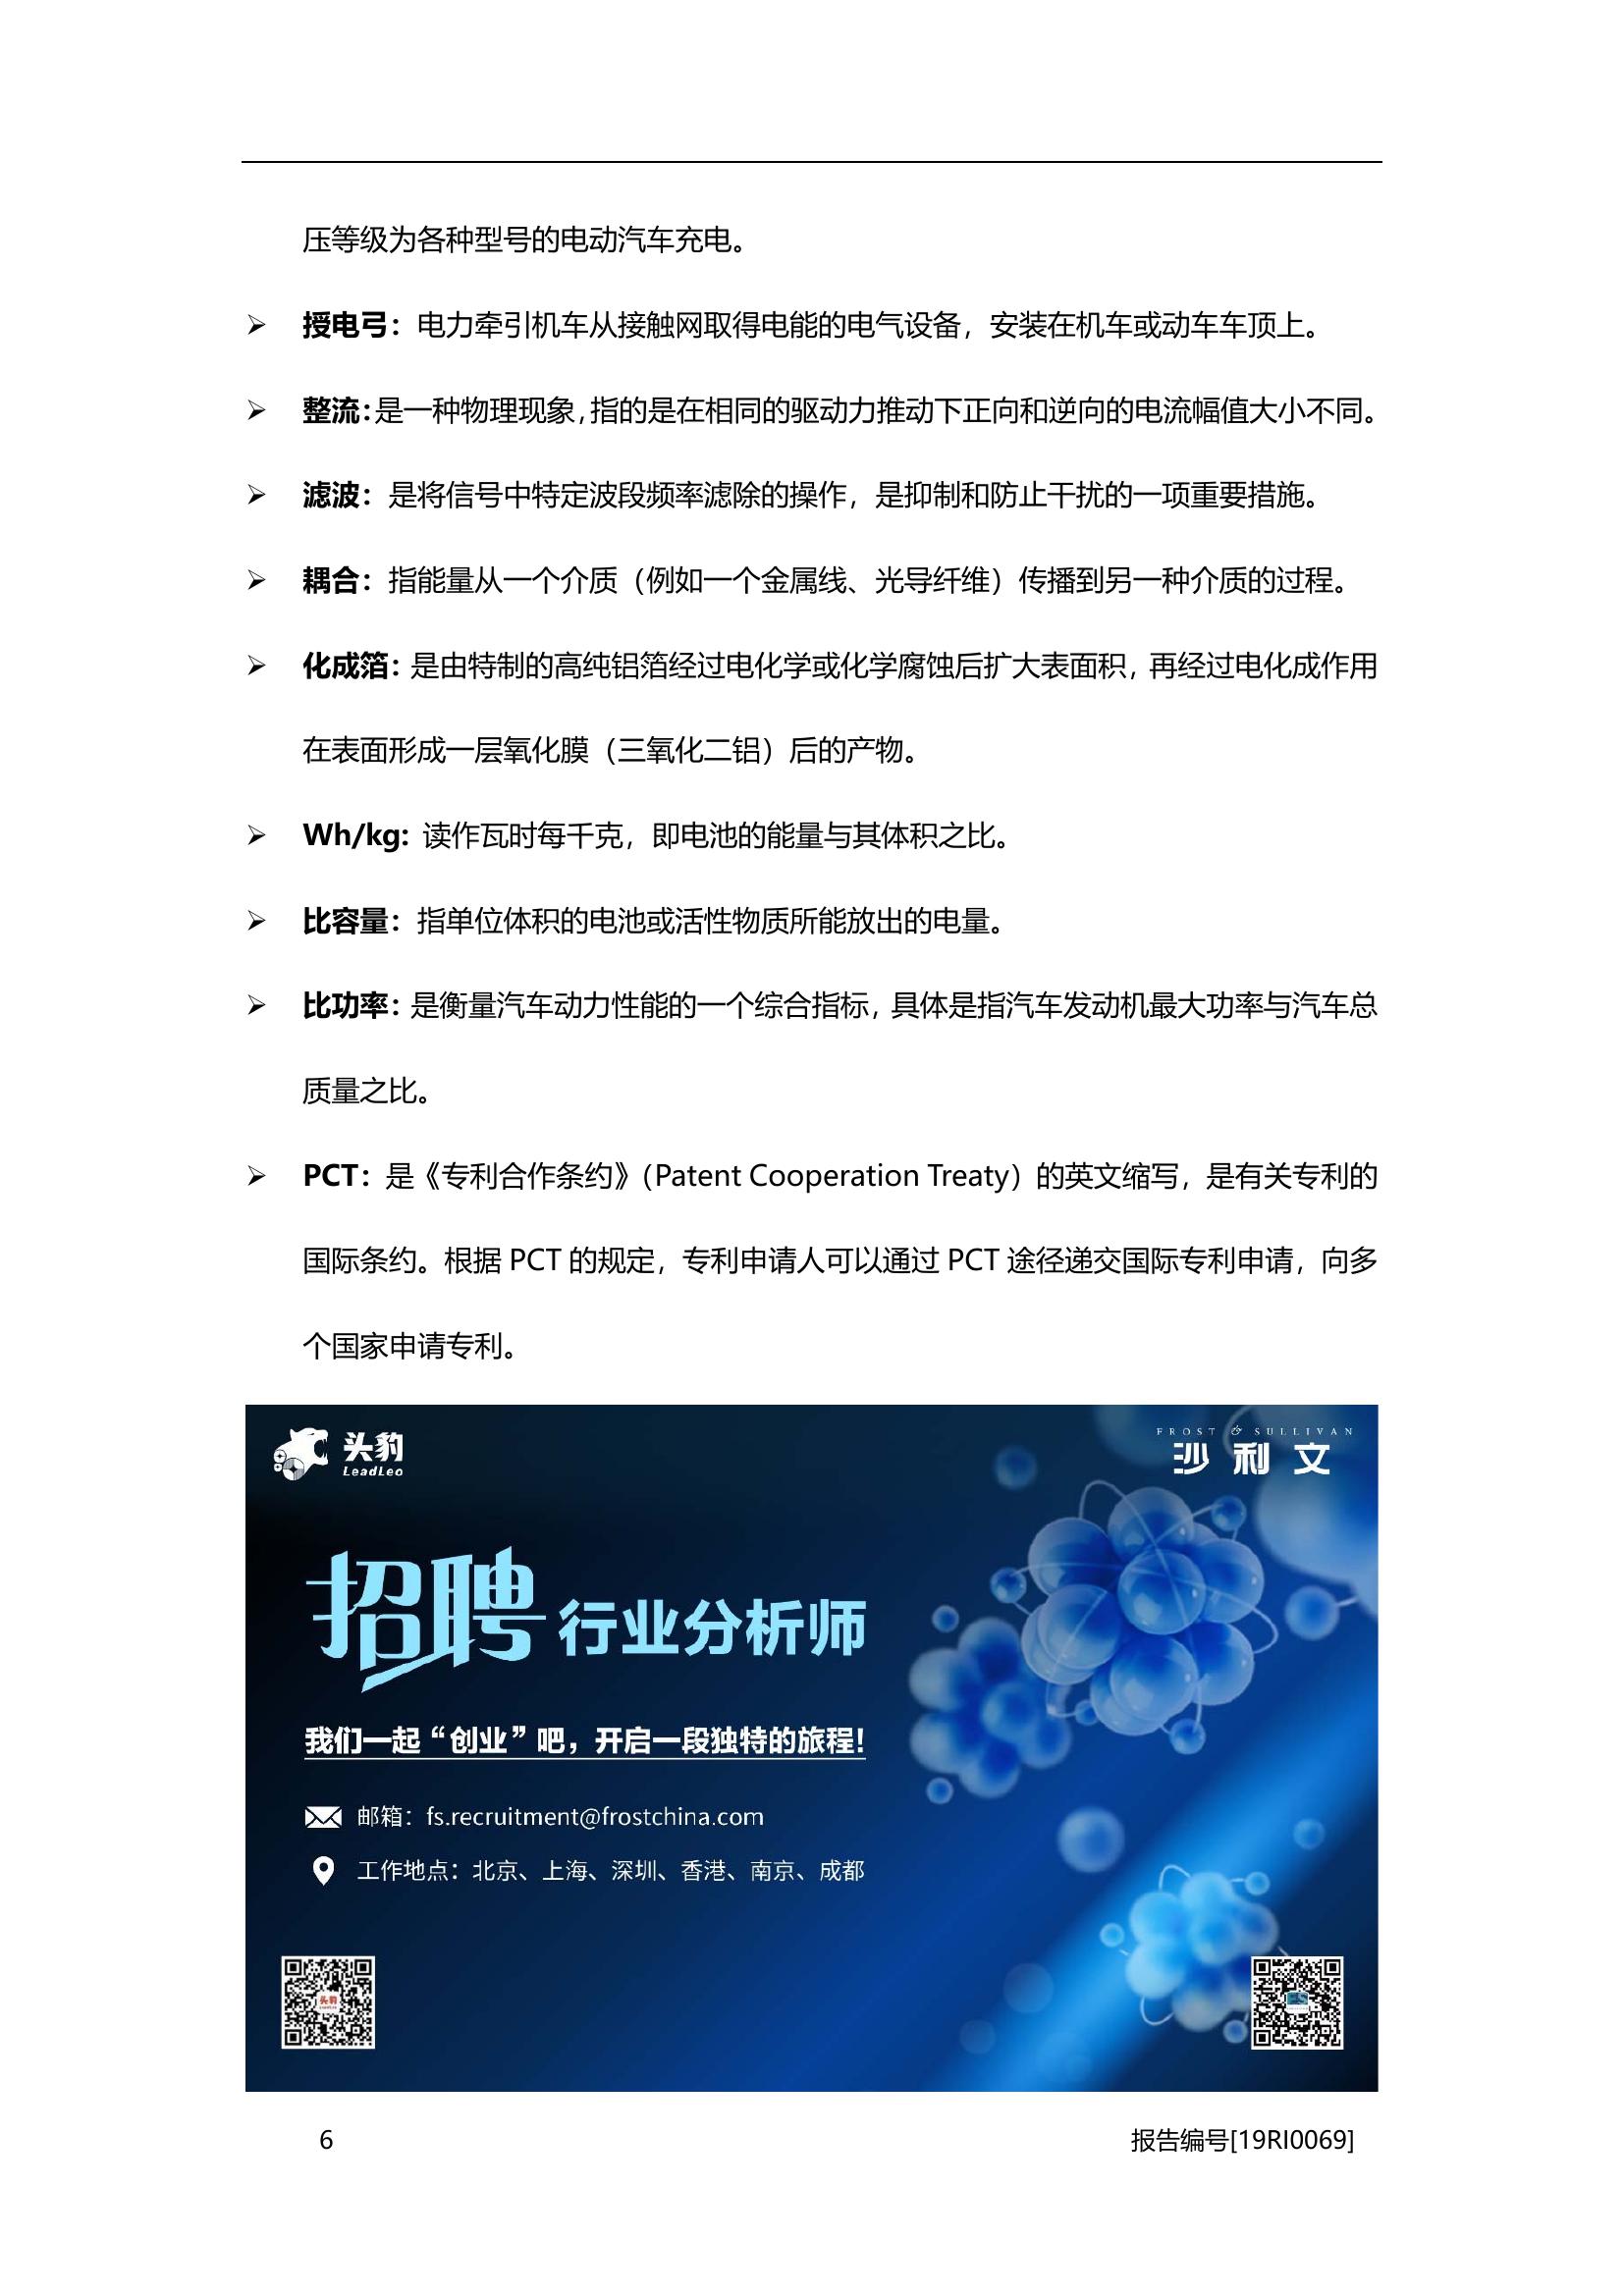 压等级为各种型号的电动汽车充电。
➢ 授电弓：电力牵引机车从接触网取得电能的电气设备，安装在机车或动车车顶上。
➢ 整流：是一种物理现象，指的是在相同的驱动力推动下正向和逆向的电流幅值大小不同。
➢ 滤波：是将信号中特定波段频率滤除的操作，是抑制和防止干扰的一项重要措施。
➢ 耦合：指能量从一个介质（例如一个金属线、光导纤维）传播到另一种介质的过程。
➢ 化成箔：是由特制的高纯铝箔经过电化学或化学腐蚀后扩大表面积，再经过电化成作用
在表面形成一层氧化膜（三氧化二铝）后的产物。
➢ Wh/kg：读作瓦时每千克，即电池的能量与其体积之比。
➢ 比容量：指单位体积的电池或活性物质所能放出的电量。
➢ 比功率：是衡量汽车动力性能的一个综合指标，具体是指汽车发动机最大功率与汽车总
质量之比。
➢ PCT：是《专利合作条约》（Patent Cooperation Treaty）的英文缩写，是有关专利的
国际条约。根据 PCT 的规定，专利申请人可以通过 PCT 途径递交国际专利申请，向多
个国家申请专利。
头豹
LeadLeo
FROST & SULLIVAN
沙利文
招聘 行业分析师
我们一起“创业”吧，开启一段独特的旅程!
邮箱：fs.recruitment@frostchina.com
工作地点：北京、上海、深圳、香港、南京、成都
头豹
6
报告编号[19RI0069]